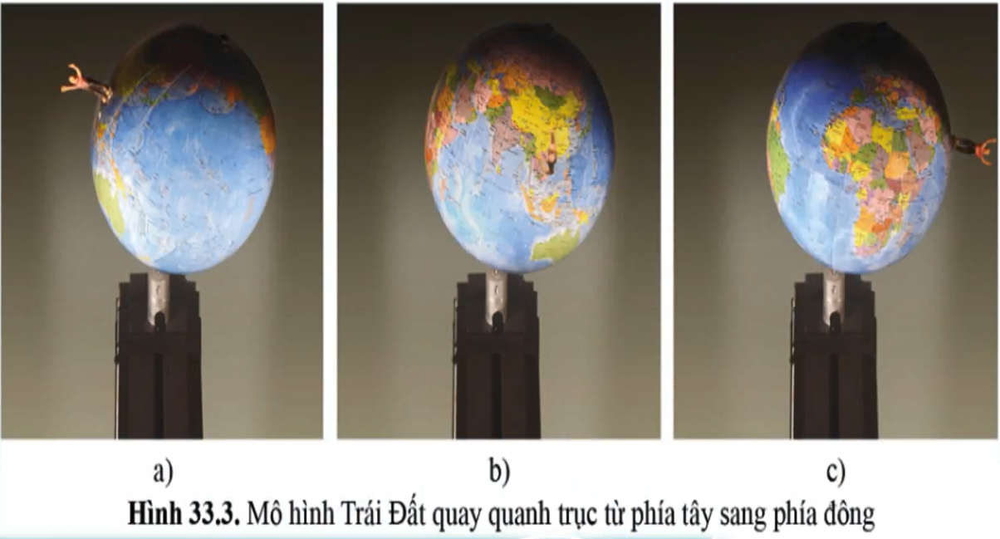 a)
b)
c)
Hình 33.3. Mô hình Trái Đất quay quanh trục từ phía tây sang phía đông